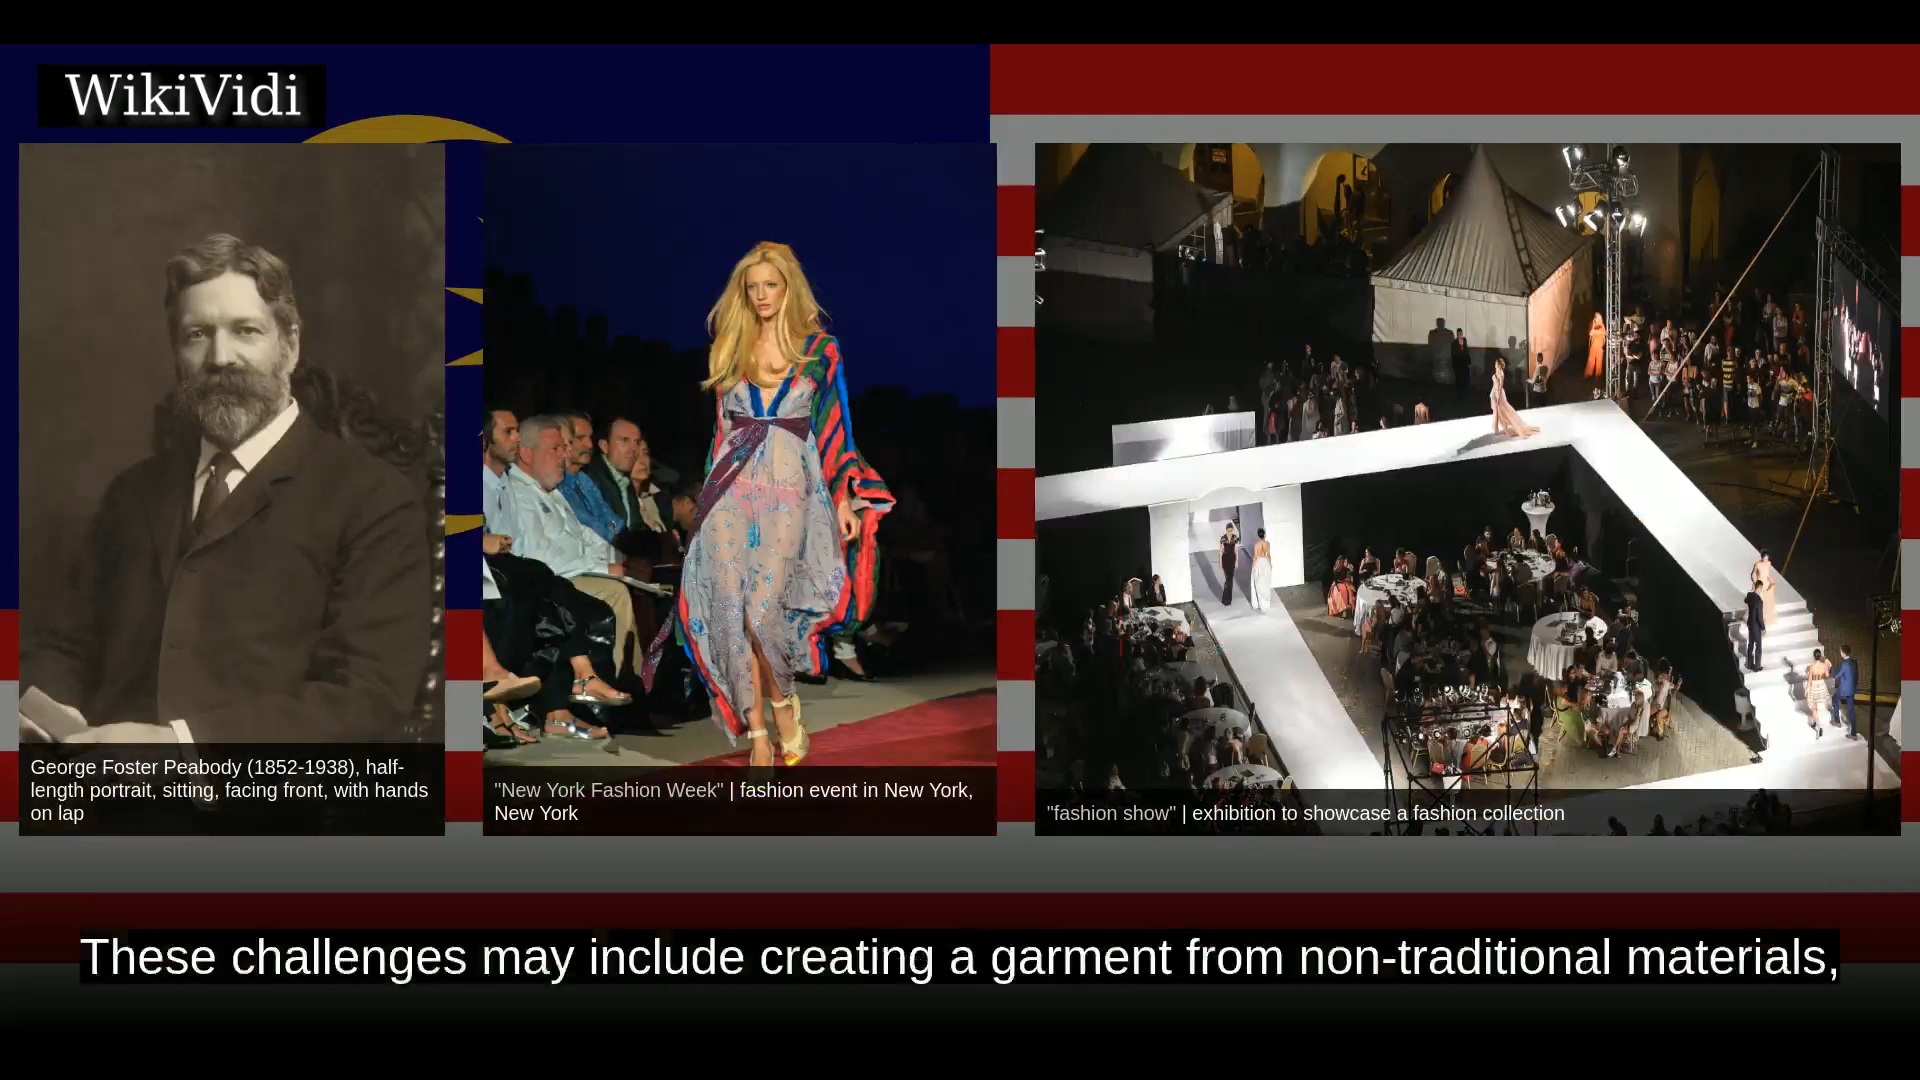 WikiVidi
George Foster Peabody (1852-1938), half-
length portrait, sitting, facing front, with hands
on lap
"New York Fashion Week" | fashion event in New York,
New York
"fashion show" | exhibition to showcase a fashion collection
These challenges may include creating a garment from non-traditional materials,